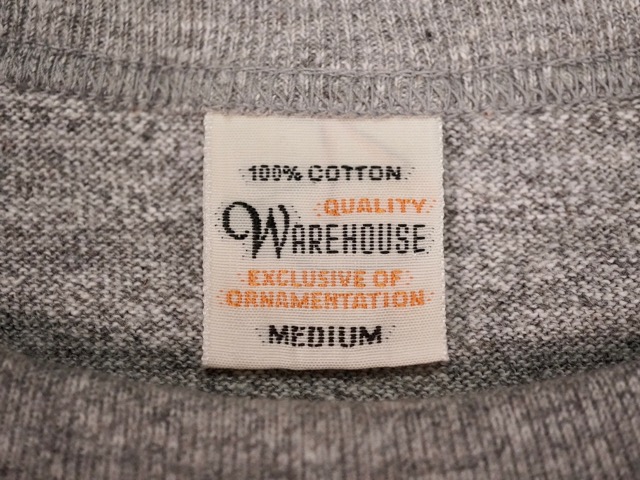 100% COTTON
QUALITY
WAREHOUSE
EXCLUSIVE OF
ORNAMENTATION
MEDIUM